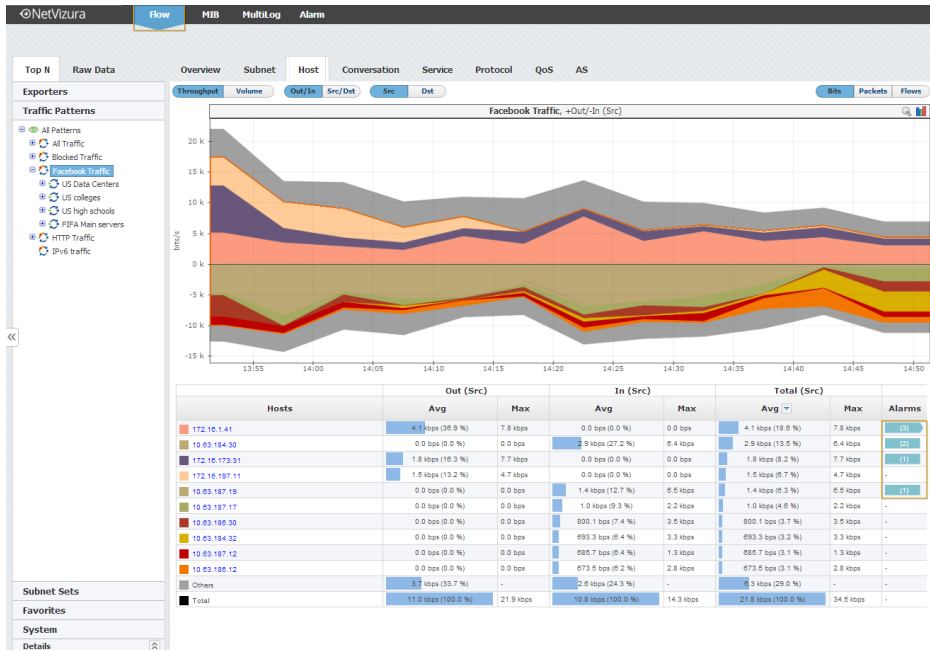 NetVizura Flow MIB MultiLog Alarm
Top N Raw Data
Overview Subnet Host Conversation Service Protocol QoS AS
Exporters
Traffic Patterns
All Patterns
All Traffic
Blocked Traffic
Facebook Traffic
US Data Centers
US colleges
US high schools
FIFA Main servers
HTTP Traffic
IPv6 traffic
Subnet Sets
Favorites
System
Details
Throughput Volume Out/In Src/Dst Src Dst Bits Packets Flows
Facebook Traffic, +Out/-In (Src)
bits/s
20 k
15 k
10 k
5 k
0 k
-5 k
-10 k
-15 k
13:55 14:00 14:05 14:10 14:15 14:20 14:25 14:30 14:35 14:40 14:45 14:50
Out (Src) In (Src) Total (Src)
Hosts Avg Max Avg Max Avg Max Alarms
172.16.1.41 4.1 kbps (36.9 %) 7.8 kbps 0.0 bps (0.0 %) 0.0 bps 4.1 kbps (18.6 %) 7.8 kbps (3)
10.63.184.30 0.0 bps (0.0 %) 0.0 bps 2.9 kbps (27.2 %) 6.4 kbps 2.9 kbps (13.5 %) 6.4 kbps (2)
172.16.173.31 1.8 kbps (16.3 %) 7.7 kbps 0.0 bps (0.0 %) 0.0 bps 1.8 kbps (8.2 %) 7.7 kbps (1)
172.16.197.11 1.5 kbps (13.2 %) 4.7 kbps 0.0 bps (0.0 %) 0.0 bps 1.5 kbps (6.7 %) 4.7 kbps -
10.63.187.19 0.0 bps (0.0 %) 0.0 bps 1.4 kbps (12.7 %) 6.5 kbps 1.4 kbps (6.3 %) 6.5 kbps (1)
10.63.187.17 0.0 bps (0.0 %) 0.0 bps 1.0 kbps (9.3 %) 2.2 kbps 1.0 kbps (4.6 %) 2.2 kbps -
10.63.186.30 0.0 bps (0.0 %) 0.0 bps 800.1 bps (7.4 %) 3.5 kbps 800.1 bps (3.7 %) 3.5 kbps -
10.63.184.32 0.0 bps (0.0 %) 0.0 bps 693.3 bps (6.4 %) 3.3 kbps 693.3 bps (3.2 %) 3.3 kbps -
10.63.187.12 0.0 bps (0.0 %) 0.0 bps 685.7 bps (6.4 %) 1.3 kbps 685.7 bps (3.1 %) 1.3 kbps -
10.63.186.12 0.0 bps (0.0 %) 0.0 bps 673.5 bps (6.2 %) 2.8 kbps 673.5 bps (3.1 %) 2.8 kbps -
Others 3.7 kbps (33.7 %) - 2.6 kbps (24.3 %) - 6.3 kbps (29.0 %) - -
Total 11.0 kbps (100.0 %) 21.9 kbps 10.8 kbps (100.0 %) 14.3 kbps 21.8 kbps (100.0 %) 34.5 kbps -